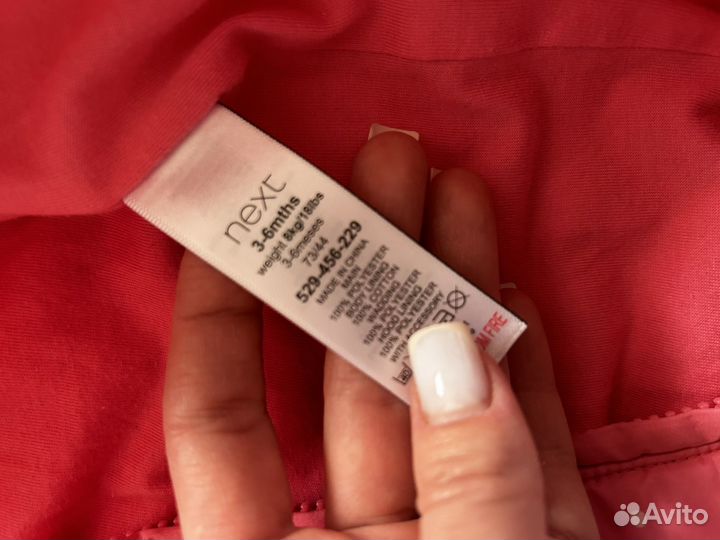 next
3-6mths
weight 8kg/18lbs
3-6meses
73/44
529-456-229
MADE IN CHINA
MAIN
100% POLYESTER
BODY LINING
100% COTTON
WADDING
100% POLYESTER
HOOD LINING
100% POLYESTER
WITH ACCESSORY
FIRE
Avito